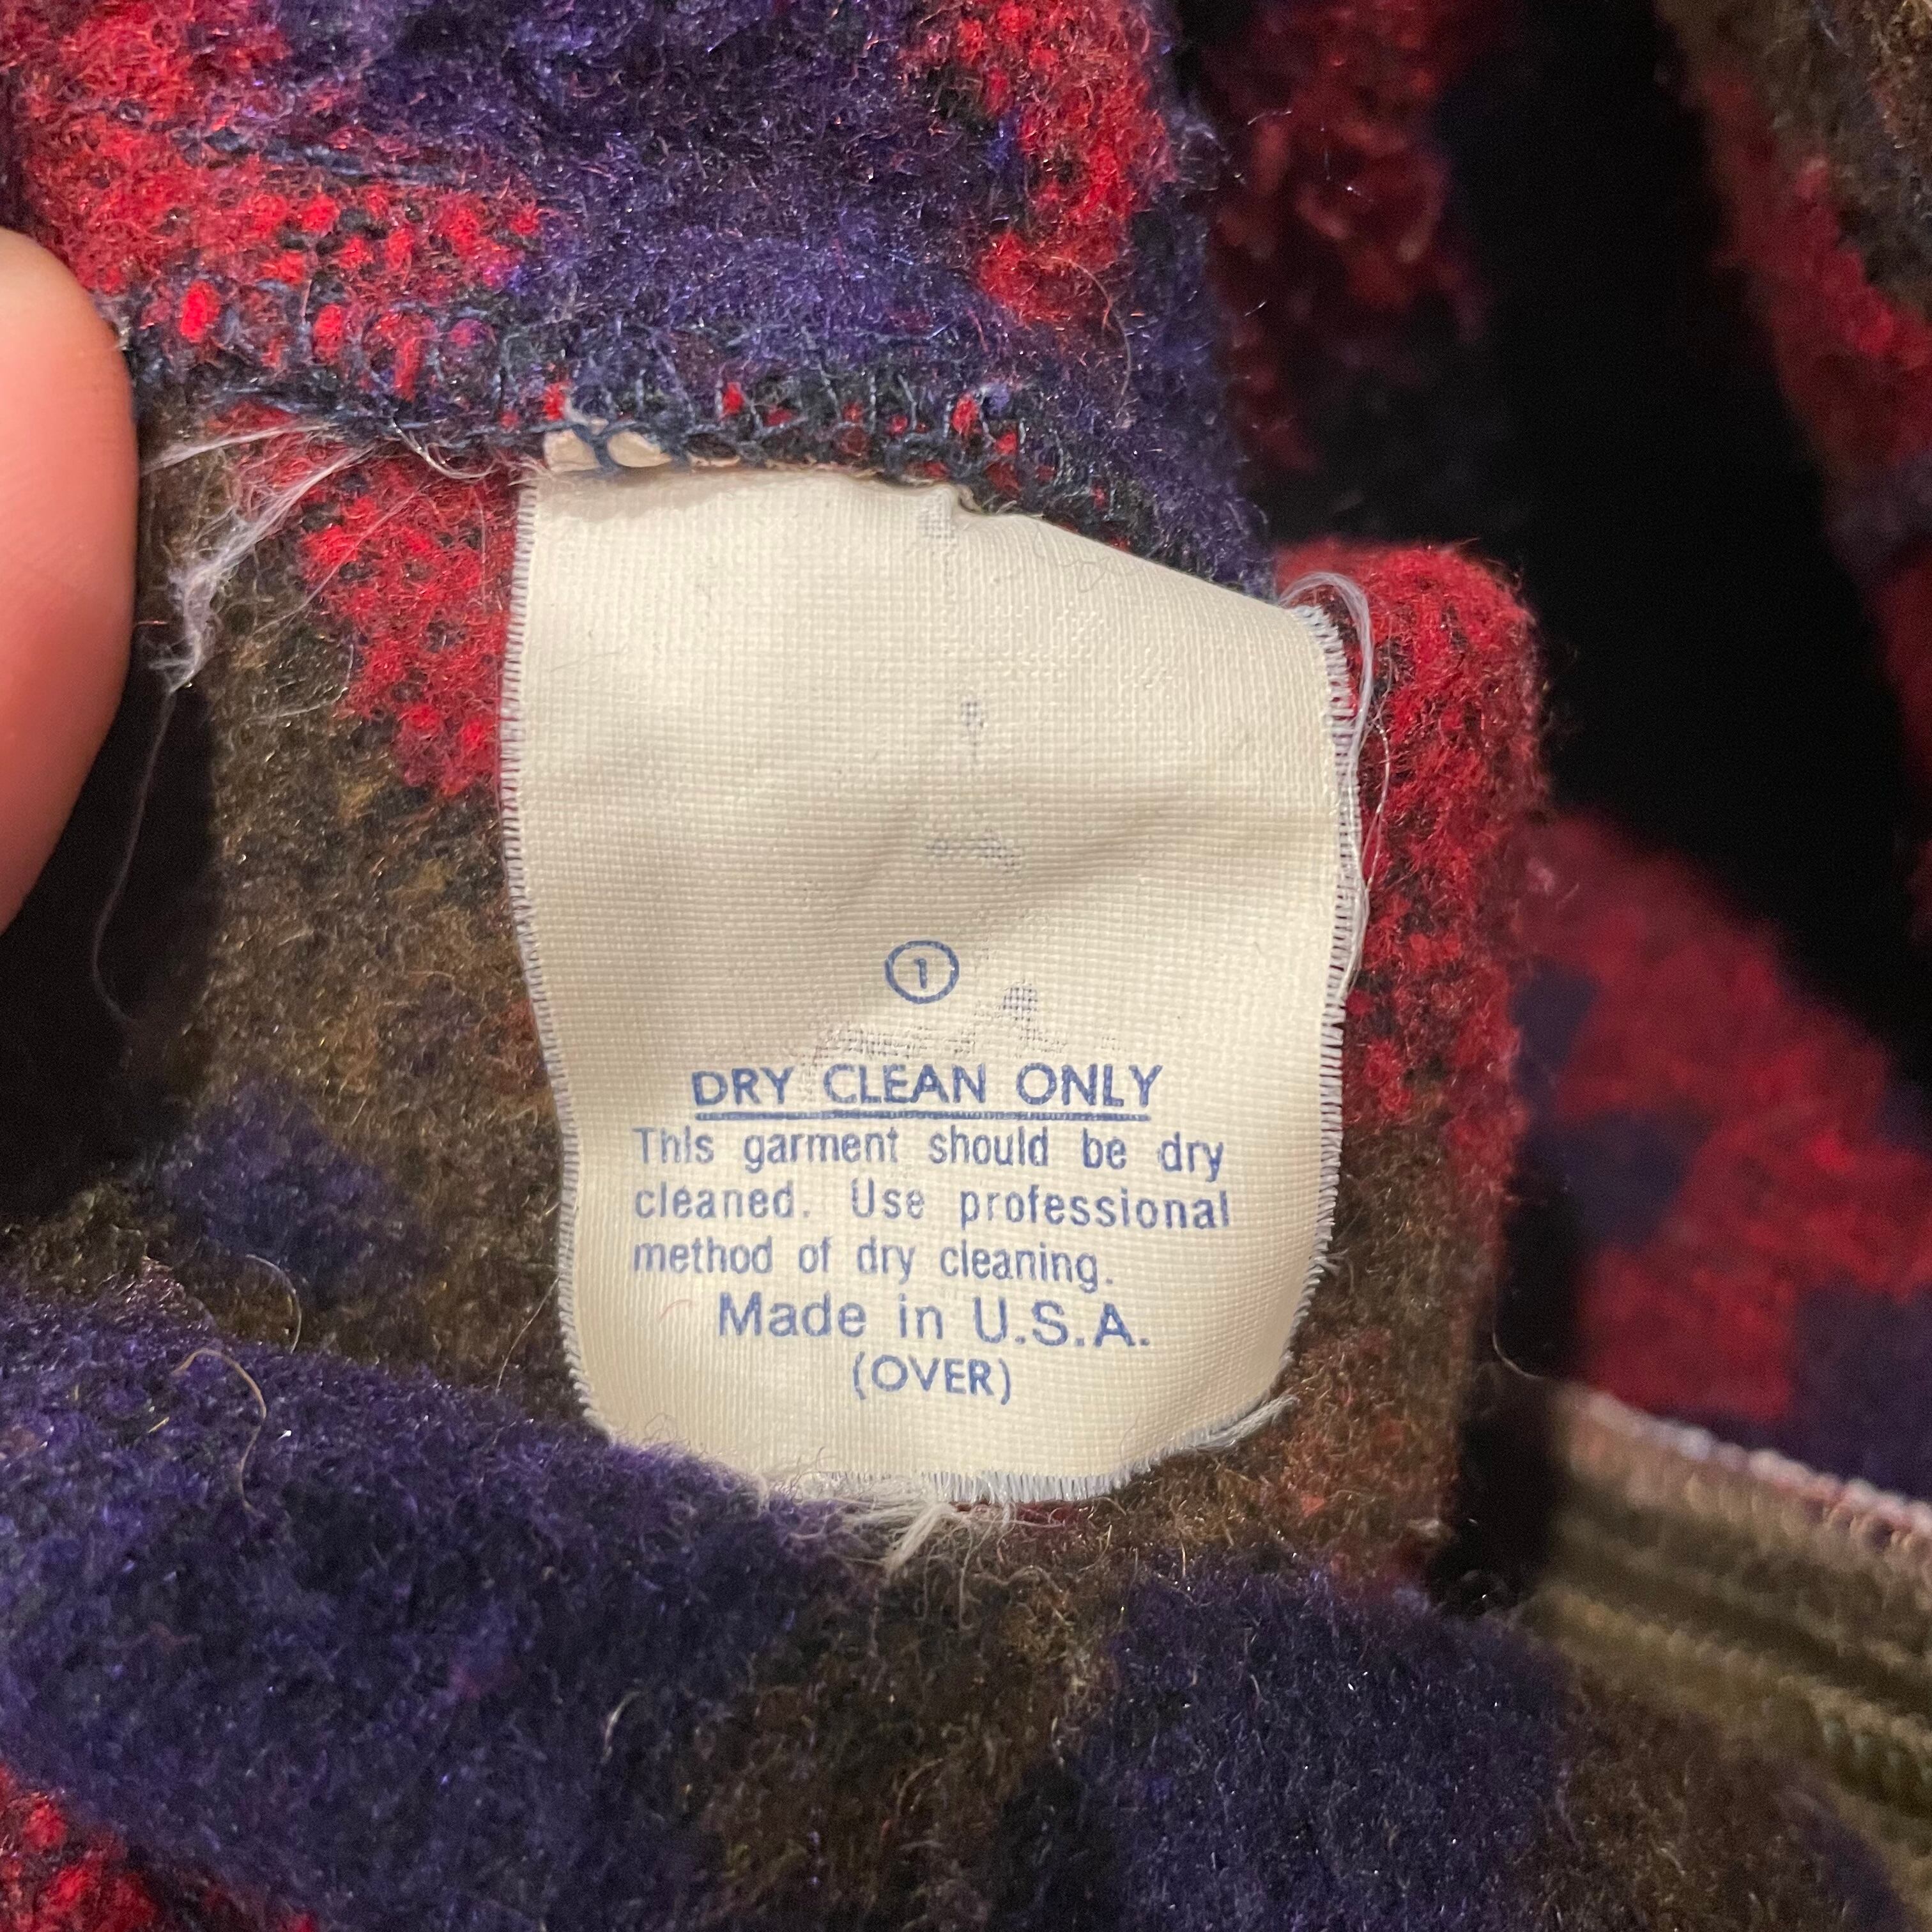 ①
DRY CLEAN ONLY
This garment should be dry
cleaned. Use professional
method of dry cleaning.
Made in U.S.A.
(OVER)